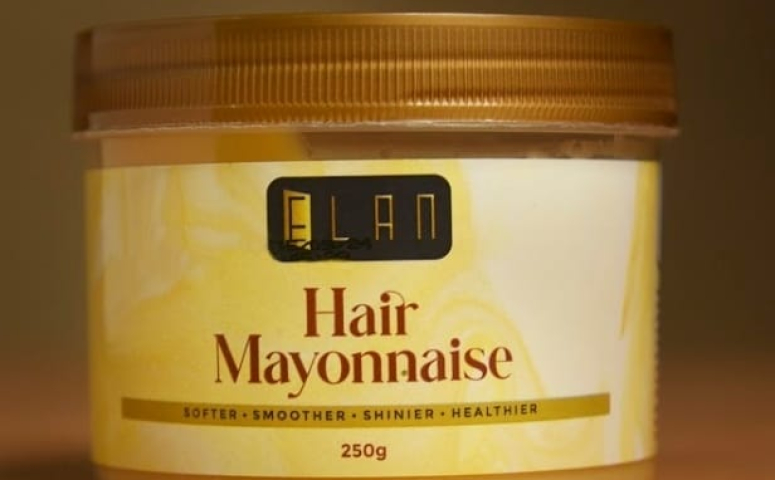 ELAN
Hair
Mayonnaise
SOFTER • SMOOTHER • SHINIER • HEALTHIER
250g